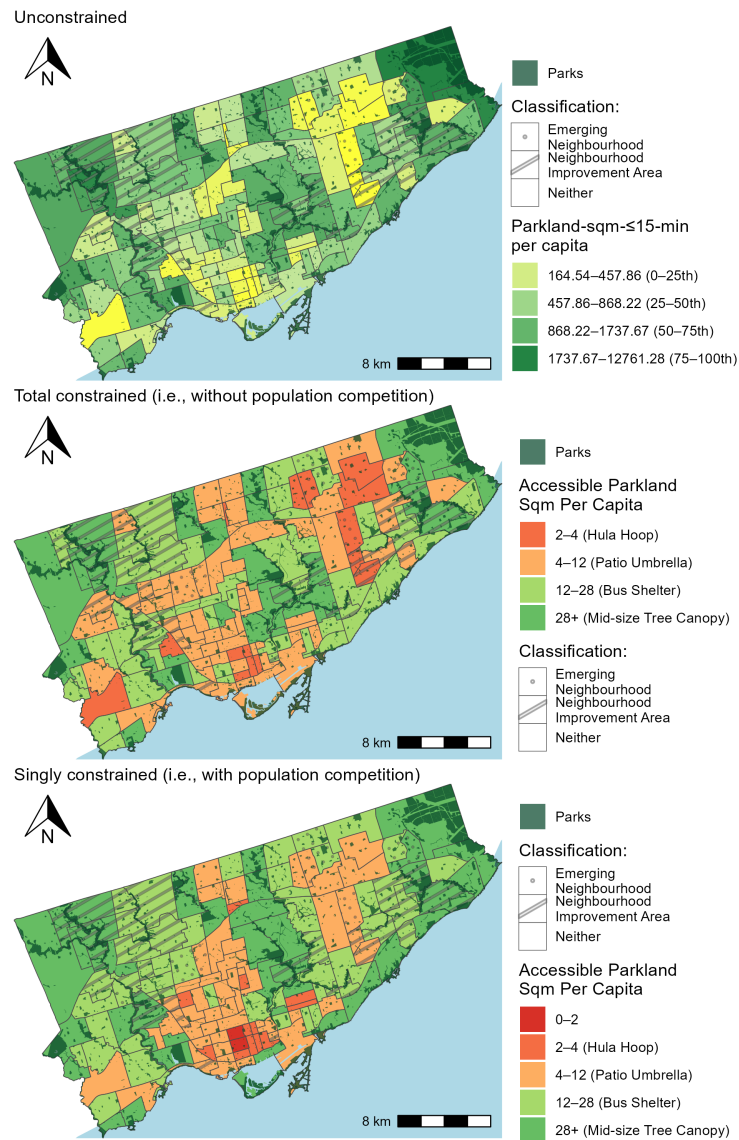 Unconstrained
N
8 km
Parks
Classification:
Emerging
Neighbourhood
Neighbourhood
Improvement Area
Neither
Parkland-sqm-≤15-min
per capita
164.54–457.86 (0–25th)
457.86–868.22 (25–50th)
868.22–1737.67 (50–75th)
1737.67–12761.28 (75–100th)
Total constrained (i.e., without population competition)
N
8 km
Parks
Accessible Parkland
Sqm Per Capita
2–4 (Hula Hoop)
4–12 (Patio Umbrella)
12–28 (Bus Shelter)
28+ (Mid-size Tree Canopy)
Classification:
Emerging
Neighbourhood
Neighbourhood
Improvement Area
Neither
Singly constrained (i.e., with population competition)
N
8 km
Parks
Classification:
Emerging
Neighbourhood
Neighbourhood
Improvement Area
Neither
Accessible Parkland
Sqm Per Capita
0–2
2–4 (Hula Hoop)
4–12 (Patio Umbrella)
12–28 (Bus Shelter)
28+ (Mid-size Tree Canopy)